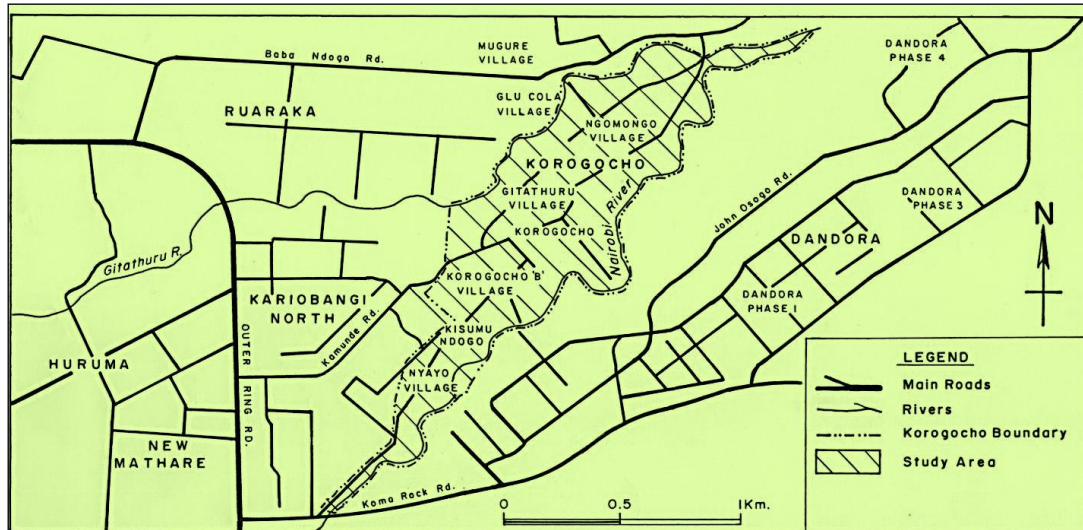 Baba Ndogo Rd.
MUGURE
VILLAGE
DANDORA
PHASE 4
GLU COLA
VILLAGE
RUARAKA
NGOMONGO
VILLAGE
KOROGOCHO
GITATHURU
VILLAGE
KOROGOCHO
Nairobi River
John Osogo Rd.
DANDORA
PHASE 3
N
DANDORA
Gitathuru R.
KOROGOCHO B'
VILLAGE
KARIOBANGI
NORTH
DANDORA
PHASE I
Kamunde Rd.
KISUMU
NDOGO
OUTER RING RD.
HURUMA
NYAYO
VILLAGE
NEW
MATHARE
Koma Rock Rd.
0 0.5 1Km.
LEGEND
Main Roads
Rivers
Korogocho Boundary
Study Area